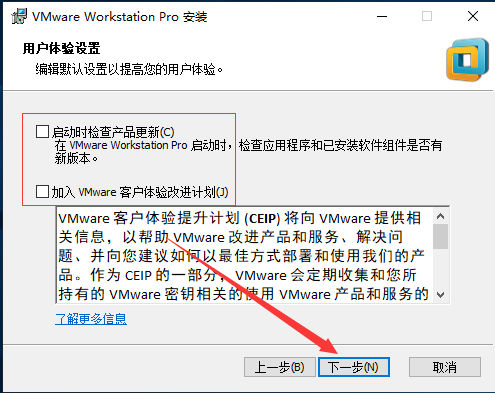 VMware Workstation Pro 安装
用户体验设置
编辑默认设置以提高您的用户体验。
启动时检查产品更新(C)
在 VMware Workstation Pro 启动时，检查应用程序和已安装软件组件是否有
新版本。
加入 VMware 客户体验改进计划(J)
VMware 客户体验提升计划 (CEIP) 将向 VMware 提供相
关信息，以帮助 VMware 改进产品和服务、解决问
题、并向您建议如何以最佳方式部署和使用我们的产
品。作为 CEIP 的一部分，VMware 会定期收集和您所
持有的 VMware 密钥相关的使用 VMware 产品和服务的
了解更多信息
上一步(B) 下一步(N) 取消